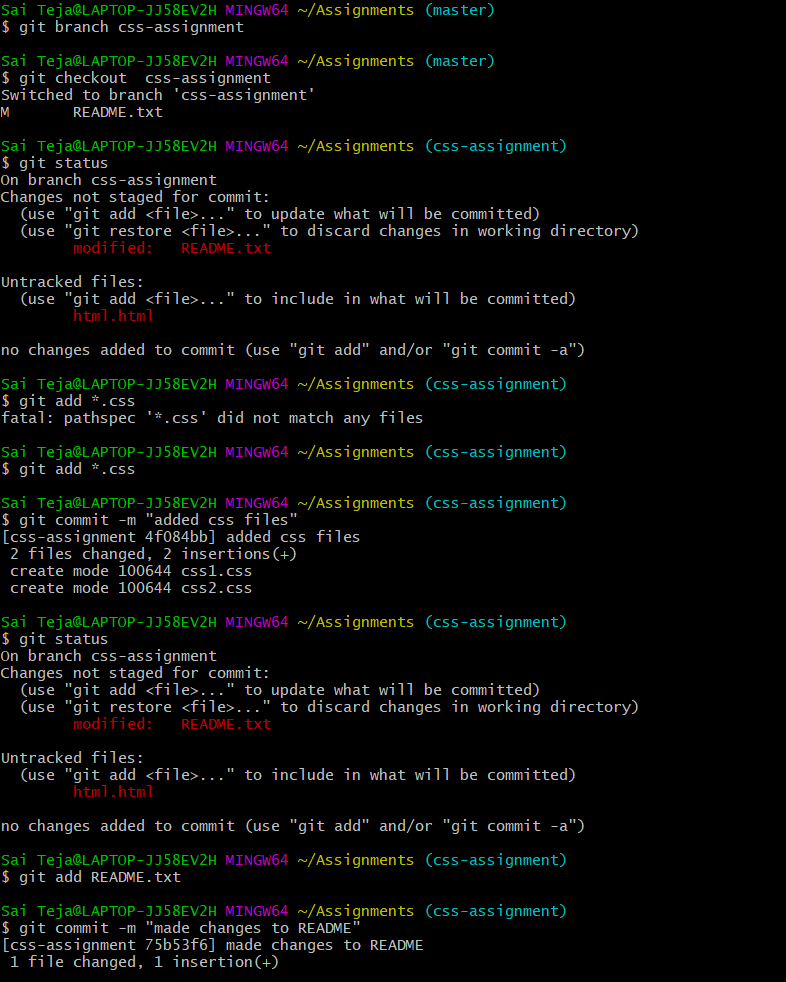 Sai Teja@LAPTOP-JJ58EV2H MINGW64 ~/Assignments (master)
$ git branch css-assignment
Sai Teja@LAPTOP-JJ58EV2H MINGW64 ~/Assignments (master)
$ git checkout  css-assignment
Switched to branch 'css-assignment'
M       README.txt
Sai Teja@LAPTOP-JJ58EV2H MINGW64 ~/Assignments (css-assignment)
$ git status
On branch css-assignment
Changes not staged for commit:
  (use "git add <file>..." to update what will be committed)
  (use "git restore <file>..." to discard changes in working directory)
        modified:   README.txt
Untracked files:
  (use "git add <file>..." to include in what will be committed)
        html.html
no changes added to commit (use "git add" and/or "git commit -a")
Sai Teja@LAPTOP-JJ58EV2H MINGW64 ~/Assignments (css-assignment)
$ git add *.css
fatal: pathspec '*.css' did not match any files
Sai Teja@LAPTOP-JJ58EV2H MINGW64 ~/Assignments (css-assignment)
$ git add *.css
Sai Teja@LAPTOP-JJ58EV2H MINGW64 ~/Assignments (css-assignment)
$ git commit -m "added css files"
[css-assignment 4f084bb] added css files
 2 files changed, 2 insertions(+)
 create mode 100644 css1.css
 create mode 100644 css2.css
Sai Teja@LAPTOP-JJ58EV2H MINGW64 ~/Assignments (css-assignment)
$ git status
On branch css-assignment
Changes not staged for commit:
  (use "git add <file>..." to update what will be committed)
  (use "git restore <file>..." to discard changes in working directory)
        modified:   README.txt
Untracked files:
  (use "git add <file>..." to include in what will be committed)
        html.html
no changes added to commit (use "git add" and/or "git commit -a")
Sai Teja@LAPTOP-JJ58EV2H MINGW64 ~/Assignments (css-assignment)
$ git add README.txt
Sai Teja@LAPTOP-JJ58EV2H MINGW64 ~/Assignments (css-assignment)
$ git commit -m "made changes to README"
[css-assignment 75b53f6] made changes to README
 1 file changed, 1 insertion(+)